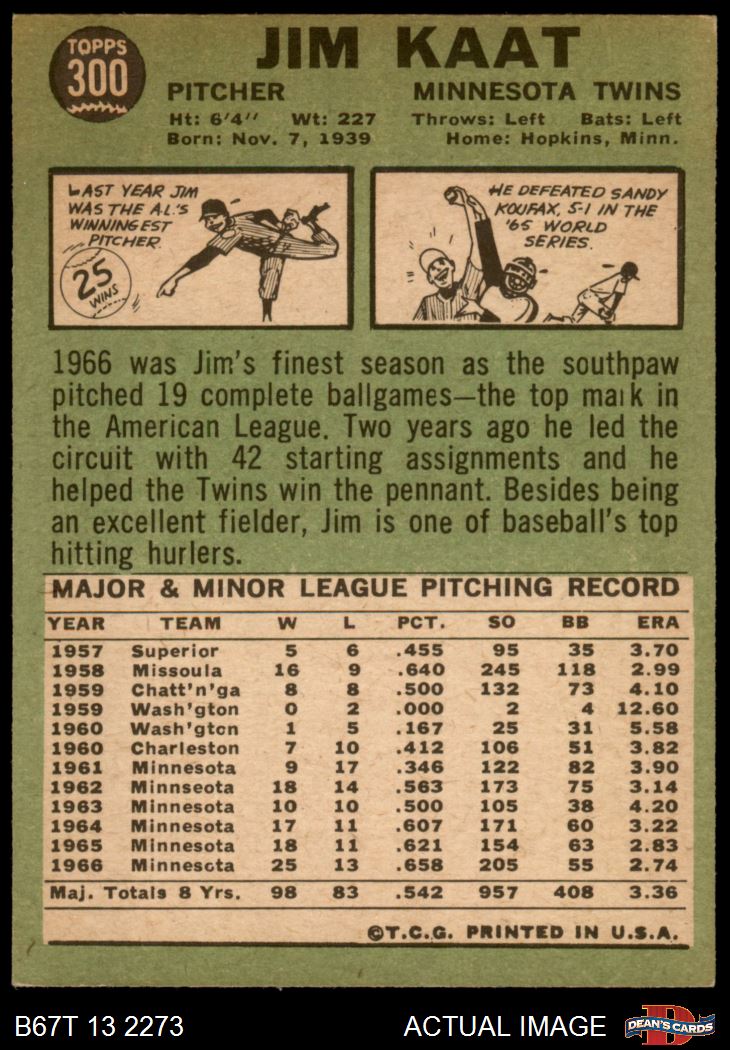 TOPPS
300
JIM KAAT
PITCHER MINNESOTA TWINS
Ht: 6'4" Wt: 227 Throws: Left Bats: Left
Born: Nov. 7, 1939 Home: Hopkins, Minn.
LAST YEAR JIM
WAS THE A.L.'S
WINNINGEST
PITCHER.
25
WINS
HE DEFEATED SANDY
KOUFAX, 5-1 IN THE
'65 WORLD
SERIES.
1966 was Jim's finest season as the southpaw
pitched 19 complete ballgames—the top mark in
the American League. Two years ago he led the
circuit with 42 starting assignments and he
helped the Twins win the pennant. Besides being
an excellent fielder, Jim is one of baseball's top
hitting hurlers.
MAJOR & MINOR LEAGUE PITCHING RECORD
YEAR TEAM W L PCT. SO BB ERA
1957 Superior 5 6 .455 95 35 3.70
1958 Missoula 16 9 .640 245 118 2.99
1959 Chatt'n'ga 8 8 .500 132 73 4.10
1959 Wash'gton 0 2 .000 2 4 12.60
1960 Wash'gton 1 5 .167 25 31 5.58
1960 Charleston 7 10 .412 106 51 3.82
1961 Minnesota 9 17 .346 122 82 3.90
1962 Minnseota 18 14 .563 173 75 3.14
1963 Minnesota 10 10 .500 105 38 4.20
1964 Minnesota 17 11 .607 171 60 3.22
1965 Minnesota 18 11 .621 154 63 2.83
1966 Minnesota 25 13 .658 205 55 2.74
Maj. Totals 8 Yrs. 98 83 .542 957 408 3.36
©T.C.G. PRINTED IN U.S.A.
B67T 13 2273 ACTUAL IMAGE
D
DEAN'S CARDS